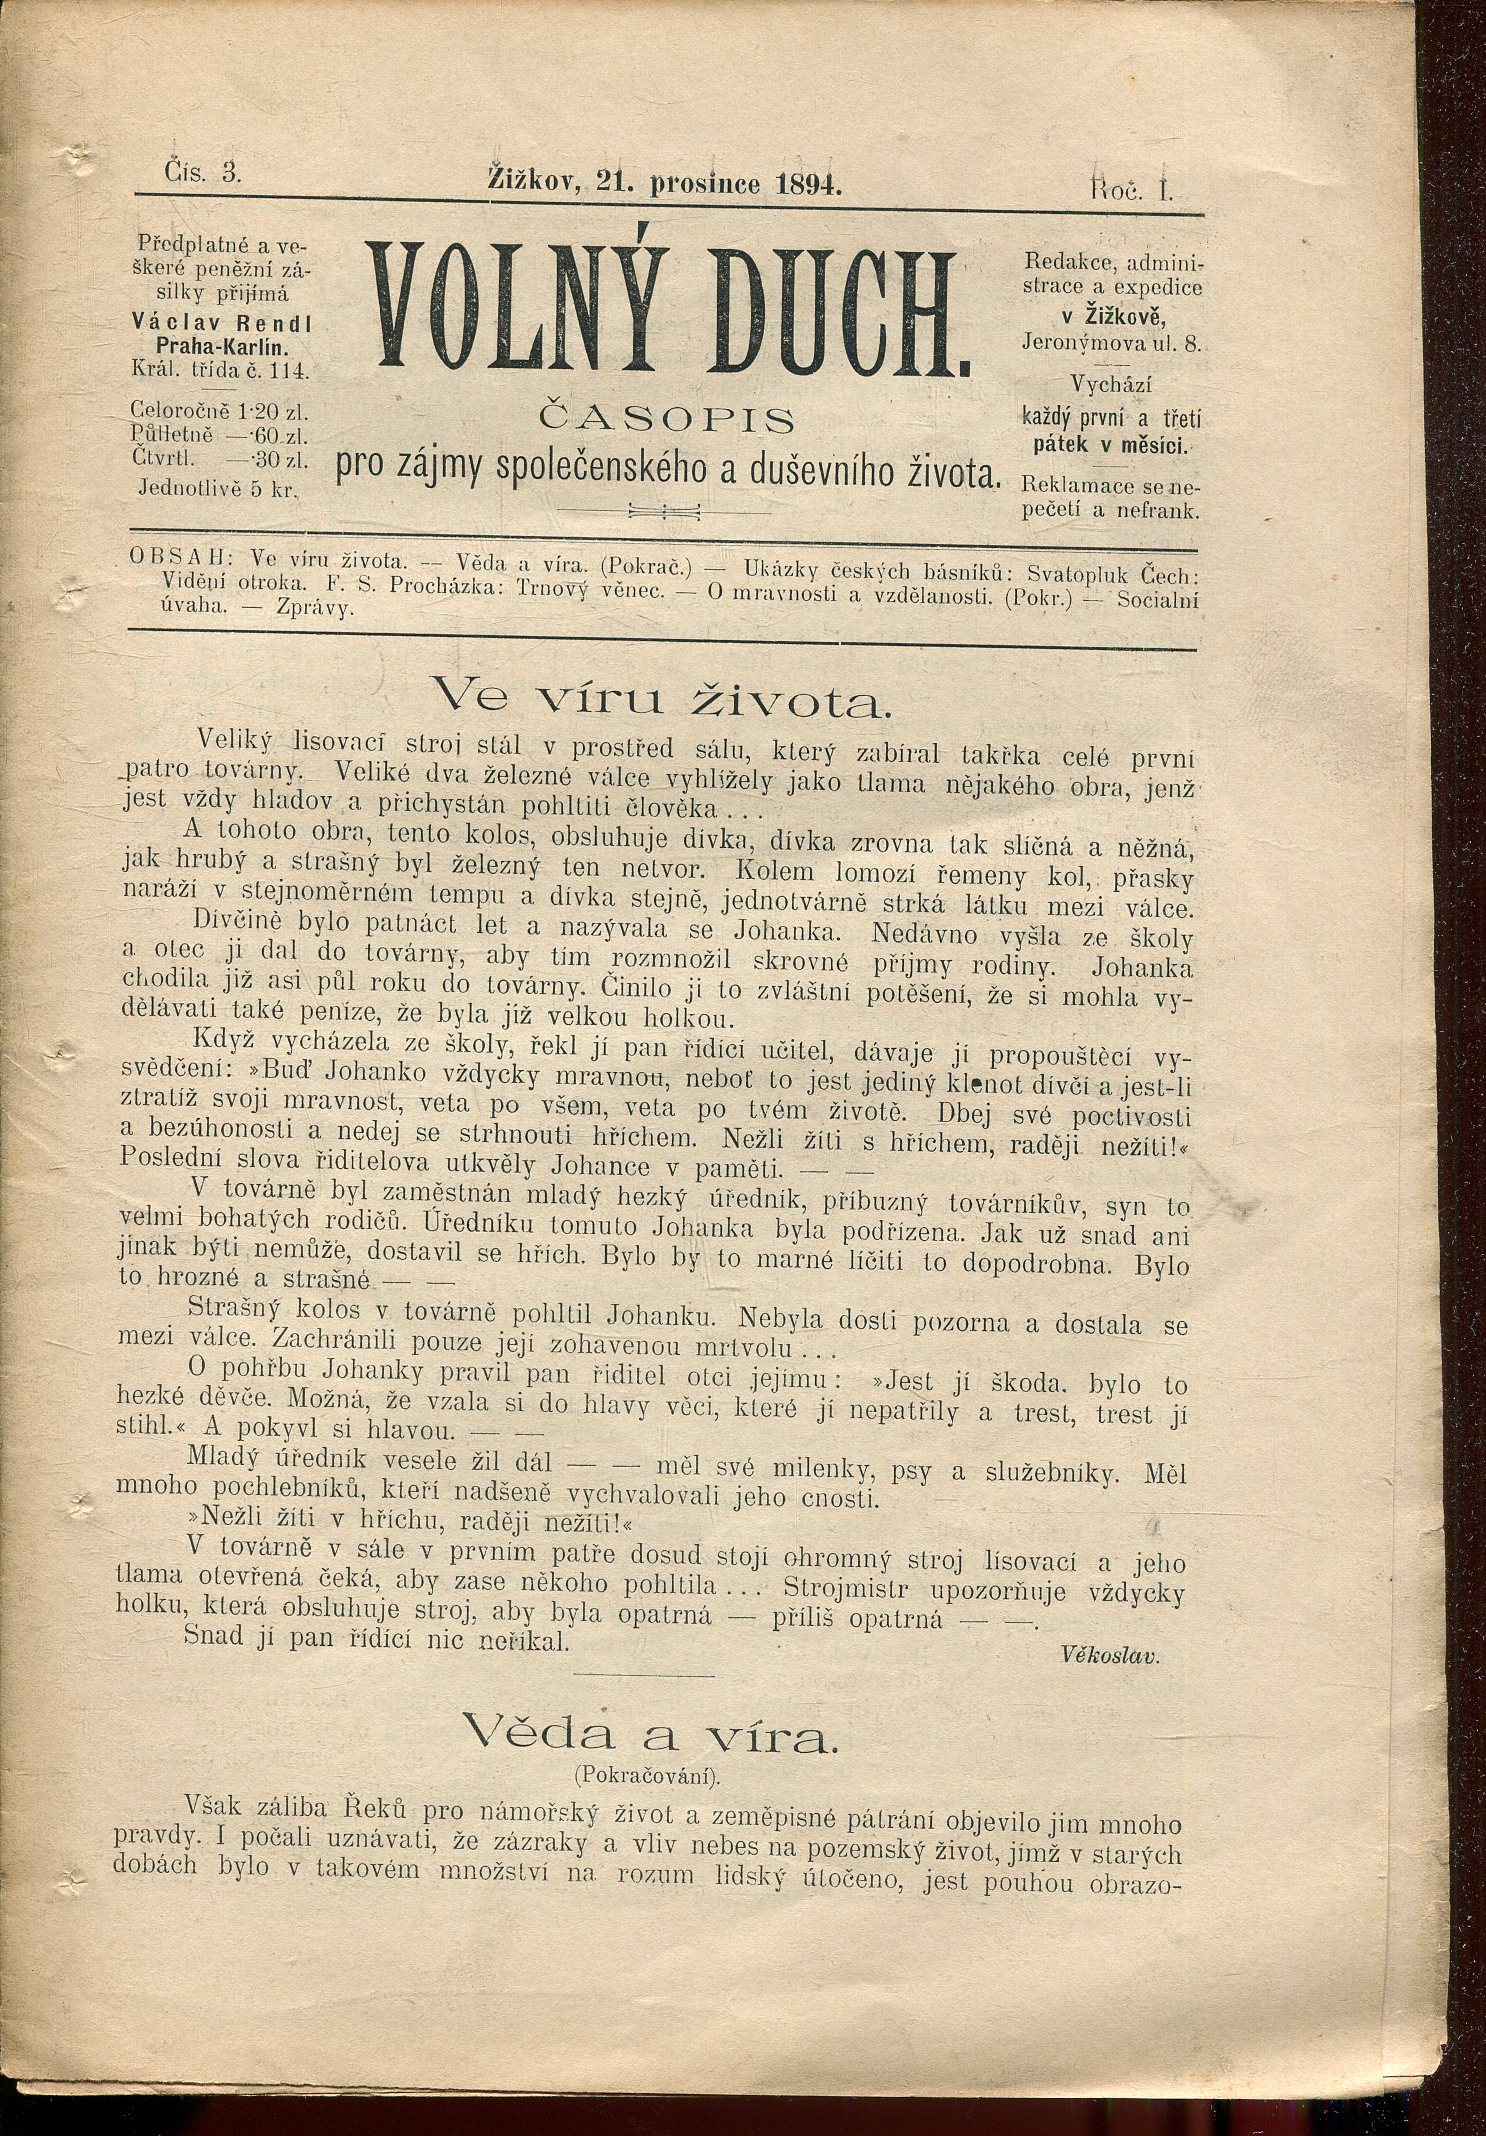 Čís. 3.
Žižkov, 21. prosince 1894.
Roč. I.
Předplatné a ve-
škeré peněžní zá-
silky přijímá
Václav Rendl
Praha-Karlín.
Král. třída č. 114.
Celoročně 1·20 zl.
Půlletně —·60 zl.
Čtvrtl. —·30 zl.
Jednotlivě 5 kr.
VOLNÝ DUCH.
ČASOPIS
pro zájmy společenského a duševního života.
Redakce, admini-
strace a expedice
v Žižkově,
Jeronýmova ul. 8.
Vychází
každý první a třetí
pátek v měsíci.
Reklamace se ne-
pečetí a nefrank.
OBSAH: Ve víru života. — Věda a víra. (Pokrač.) — Ukázky českých básníků: Svatopluk Čech:
Vidění otroka. F. S. Procházka: Trnový věnec. — O mravnosti a vzdělanosti. (Pokr.) — Socialní
úvaha. — Zprávy.
Ve víru života.
Veliký lisovací stroj stál v prostřed sálu, který zabíral takřka celé první
patro továrny. Veliké dva železné válce vyhlížely jako tlama nějakého obra, jenž
jest vždy hladov a přichystán pohltiti člověka . . .
A tohoto obra, tento kolos, obsluhuje dívka, dívka zrovna tak slíčná a něžná,
jak hrubý a strašný byl železný ten netvor. Kolem lomozí řemeny kol, přasky
naráží v stejnoměrném tempu a dívka stejně, jednotvárně strká látku mezi válce.
Dívčině bylo patnáct let a nazývala se Johanka. Nedávno vyšla ze školy
a otec ji dal do továrny, aby tím rozmnožil skrovné příjmy rodiny. Johanka
chodila již asi půl roku do továrny. Činilo jí to zvláštní potěšení, že si mohla vy-
dělávati také peníze, že byla již velkou holkou.
Když vycházela ze školy, řekl jí pan řídící učitel, dávaje jí propouštěcí vy-
svědčení: »Buď Johanko vždycky mravnou, neboť to jest jediný klenot dívčí a jest-li
ztratíž svoji mravnost, veta po všem, veta po tvém životě. Dbej své poctivosti
a bezúhonosti a nedej se strhnouti hříchem. Nežli žíti s hříchem, raději nežíti!«
Poslední slova řiditelova utkvěly Johance v paměti. — —
V továrně byl zaměstnán mladý hezký úředník, příbuzný továrníkův, syn to
velmi bohatých rodičů. Úředníku tomuto Johanka byla podřízena. Jak už snad ani
jinak býti nemůže, dostavil se hřích. Bylo by to marné líčiti to dopodrobna. Bylo
to hrozné a strašné — —
Strašný kolos v továrně pohltil Johanku. Nebyla dosti pozorna a dostala se
mezi válce. Zachránili pouze její zohavenou mrtvolu . . .
O pohřbu Johanky pravil pan řiditel otci jejímu: »Jest jí škoda, bylo to
hezké děvče. Možná, že vzala si do hlavy věci, které jí nepatřily a trest, trest jí
stihl.« A pokyvl si hlavou. — —
Mladý úředník vesele žil dál — — měl své milenky, psy a služebníky. Měl
mnoho pochlebníků, kteří nadšeně vychvalovali jeho cnosti.
»Nežli žíti v hříchu, raději nežíti!«
V továrně v sále v prvním patře dosud stojí ohromný stroj lisovací a jeho
tlama otevřená čeká, aby zase někoho pohltila . . . Strojmistr upozorňuje vždycky
holku, která obsluhuje stroj, aby byla opatrná — příliš opatrná — —.
Snad jí pan řídící nic neříkal.
Věkoslav.
Věda a víra.
(Pokračování).
Však záliba Řeků pro námořský život a zeměpisné pátrání objevilo jim mnoho
pravdy. I počali uznávati, že zázraky a vliv nebes na pozemský život, jímž v starých
dobách bylo v takovém množství na rozum lidský útočeno, jest pouhou obrazo-